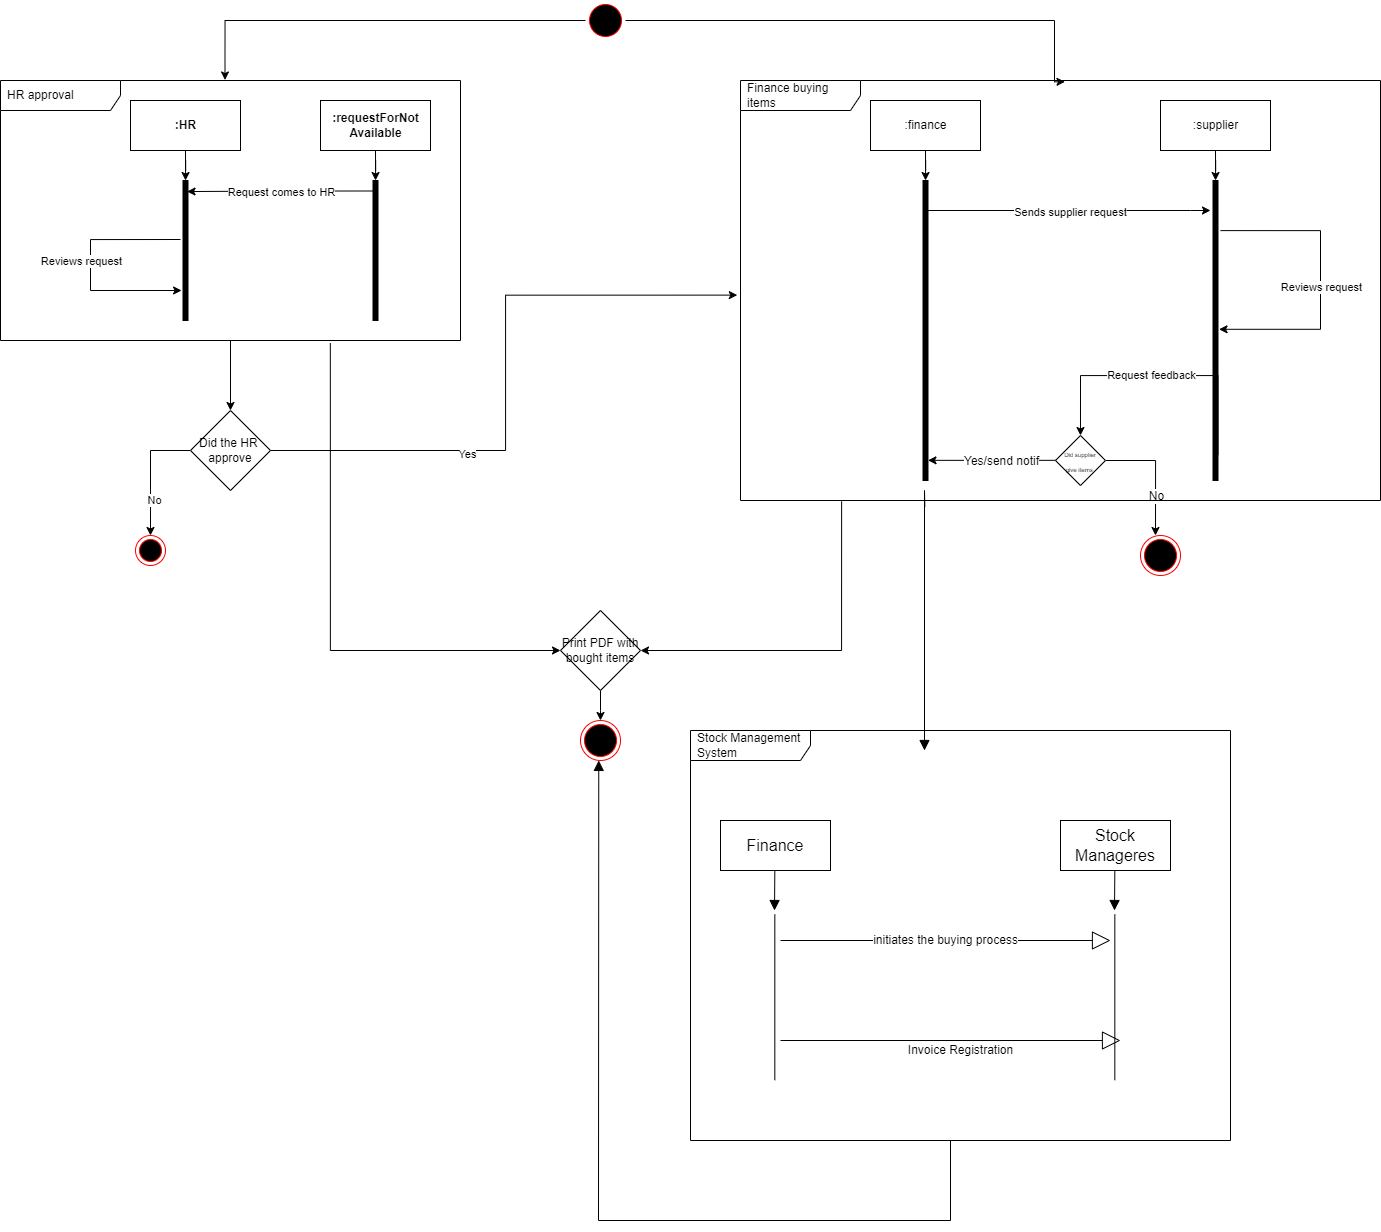 HR approval
:HR
:requestForNot
Available
Request comes to HR
Reviews request
Finance buying
items
:finance
:supplier
Sends supplier request
Reviews request
Request feedback
Did supplier
give items
Yes/send notif
No
Did the HR
approve
Yes
No
Print PDF with
bought items
Stock Management
System
Finance
Stock
Manageres
initiates the buying process
Invoice Registration